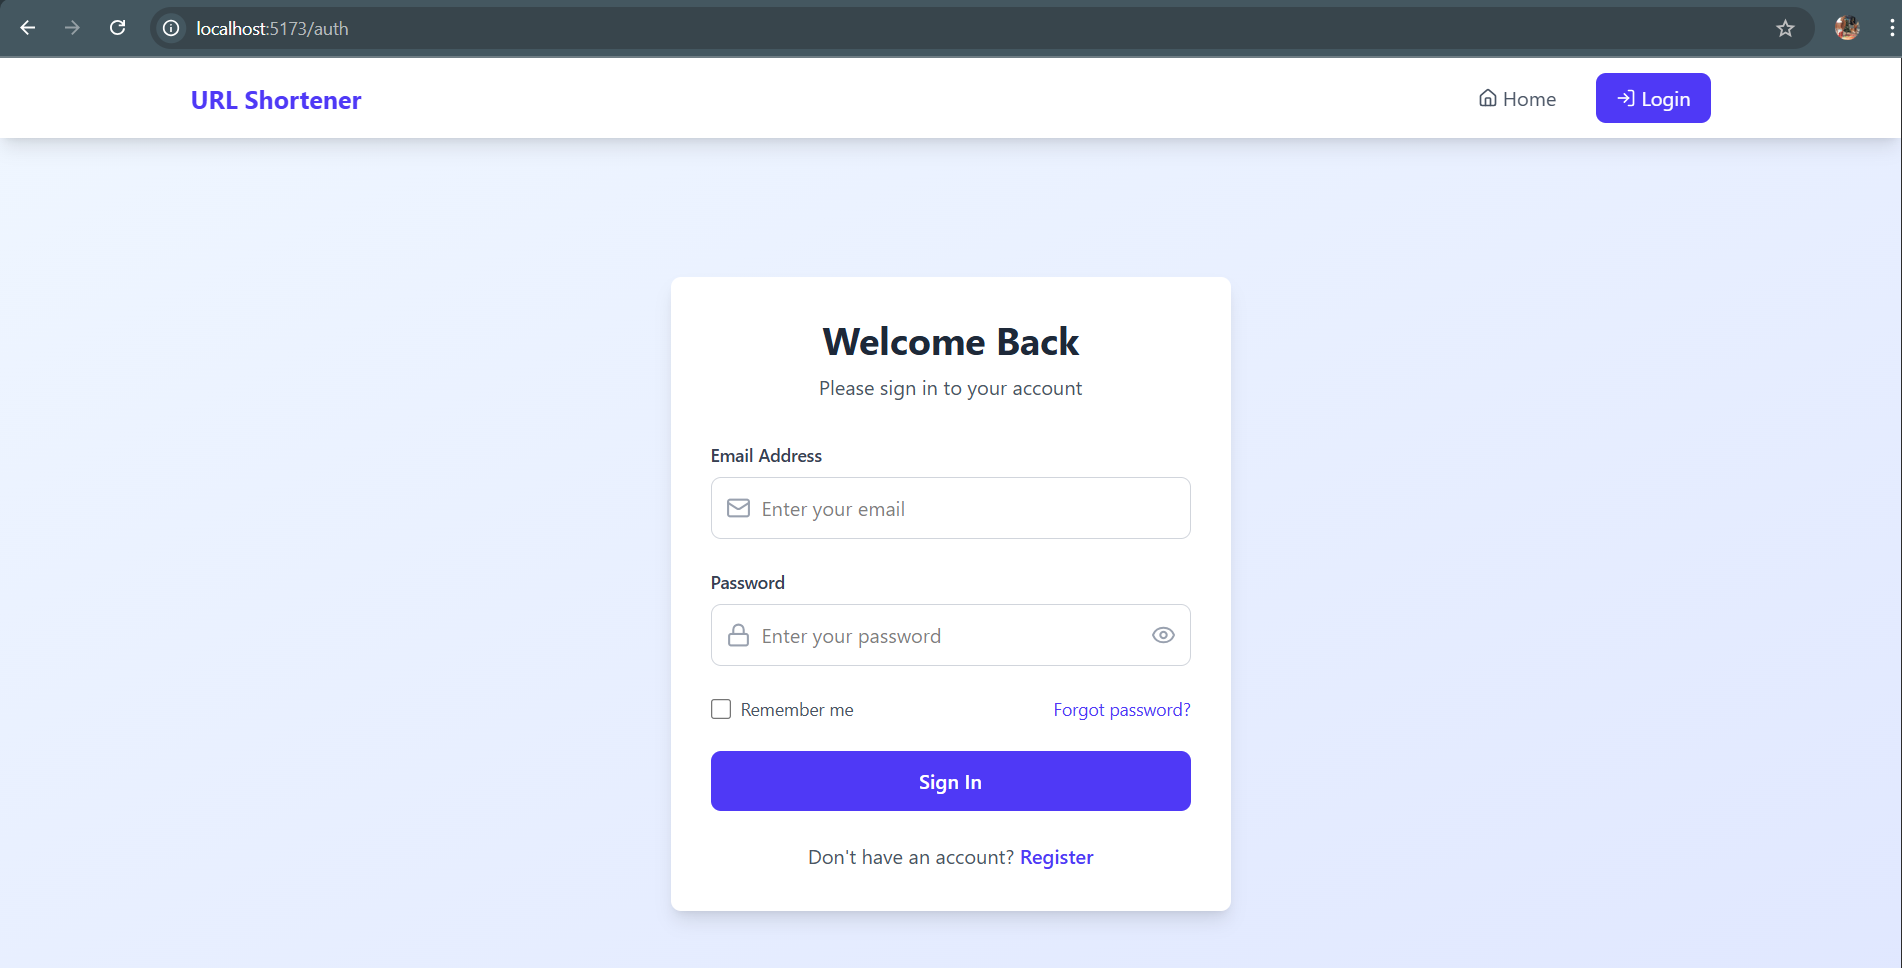 localhost:5173/auth
URL Shortener
Home
Login
Welcome Back
Please sign in to your account
Email Address
Enter your email
Password
Enter your password
Remember me
Forgot password?
Sign In
Don't have an account? Register